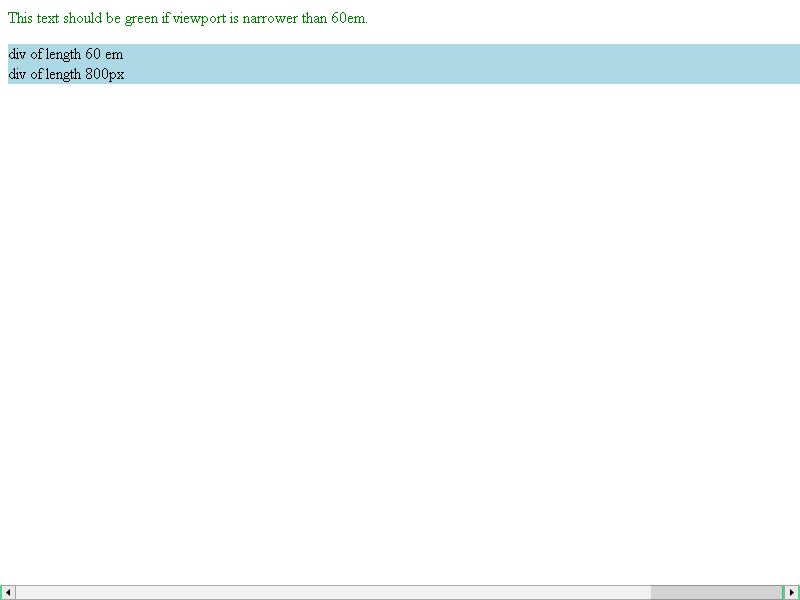 This text should be green if viewport is narrower than 60em.
div of length 60 em
div of length 800px